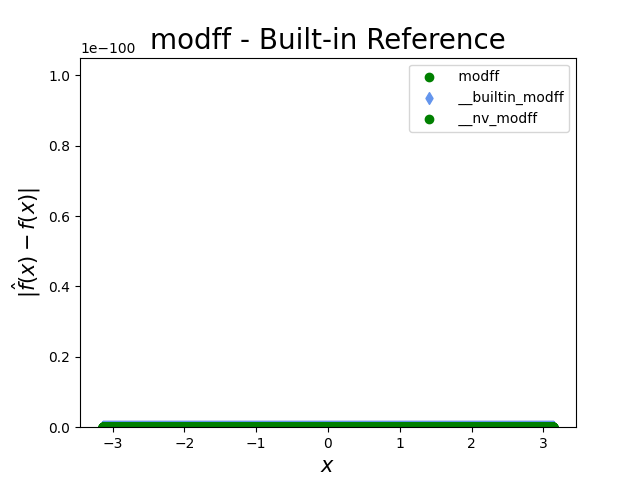 modff - Built-in Reference
1e−100
1.0
0.8
0.6
0.4
0.2
0.0
|f̂(x) − f(x)|
modff
__builtin_modff
__nv_modff
−3 −2 −1 0 1 2 3
x